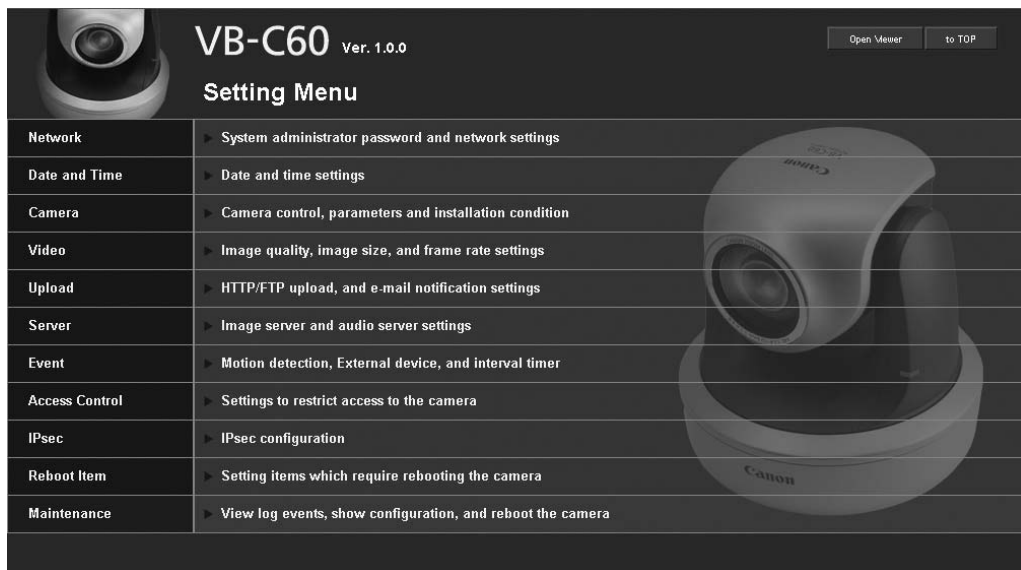 VB-C60 Ver. 1.0.0
Open Viewer
to TOP
Setting Menu
Network
System administrator password and network settings
Date and Time
Date and time settings
Camera
Camera control, parameters and installation condition
Video
Image quality, image size, and frame rate settings
Upload
HTTP/FTP upload, and e-mail notification settings
Server
Image server and audio server settings
Event
Motion detection, External device, and interval timer
Access Control
Settings to restrict access to the camera
IPsec
IPsec configuration
Reboot Item
Setting items which require rebooting the camera
Maintenance
View log events, show configuration, and reboot the camera
Canon
Canon